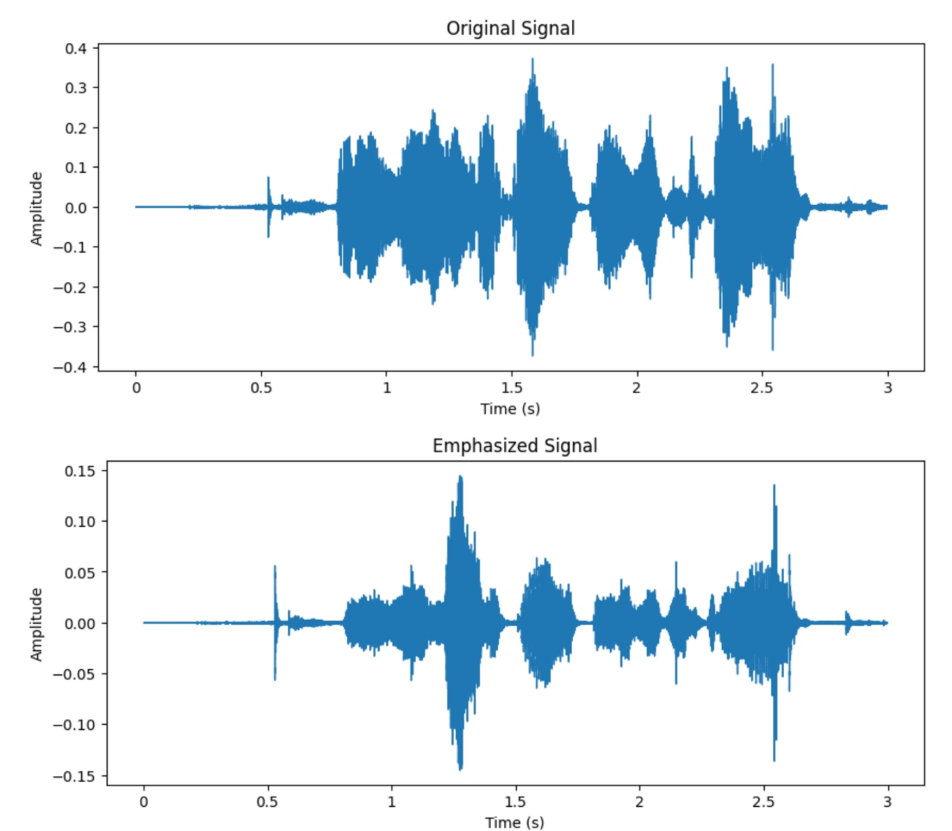 Original Signal
0.4
0.3
0.2
0.1
0.0
−0.1
−0.2
−0.3
−0.4
Amplitude
0 0.5 1 1.5 2 2.5 3
Time (s)
Emphasized Signal
0.15
0.10
0.05
0.00
−0.05
−0.10
−0.15
Amplitude
0 0.5 1 1.5 2 2.5 3
Time (s)